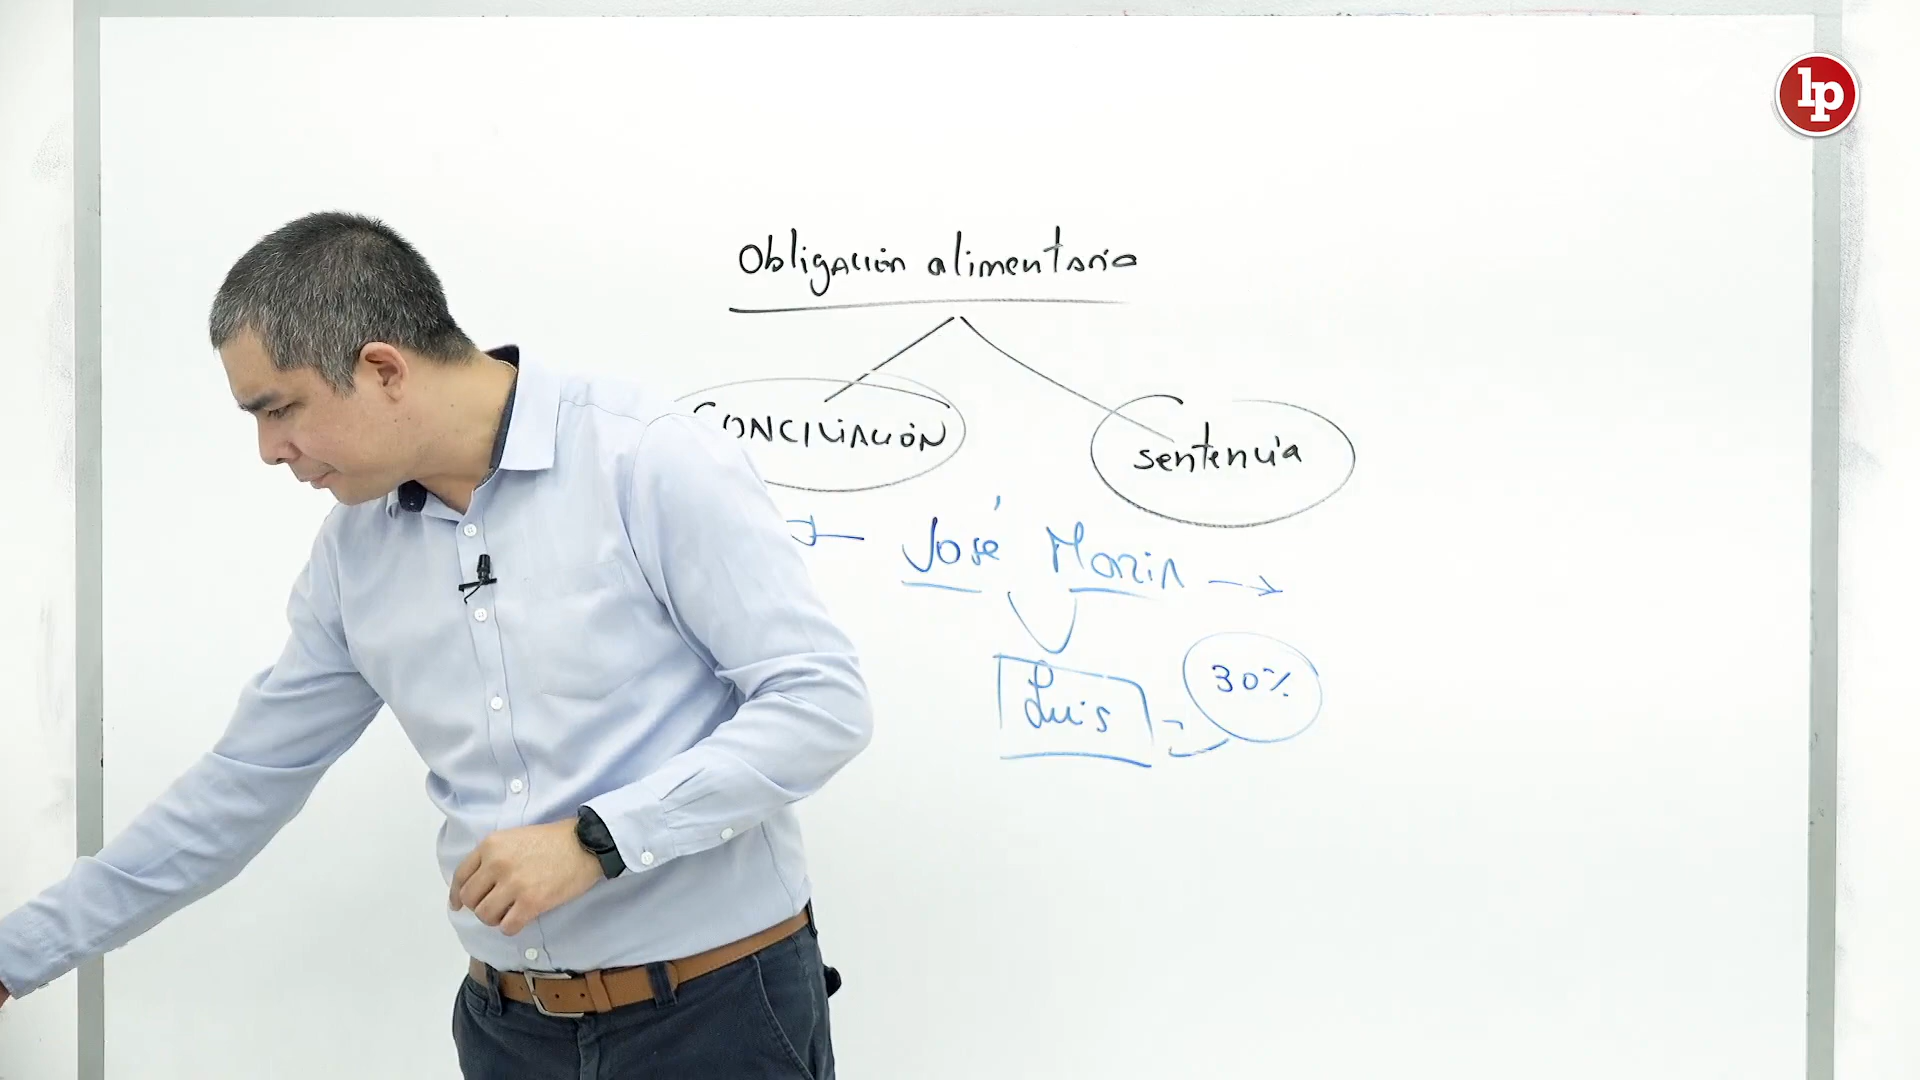 lp
Obligación alimentaria
CONCILIACIÓN
sentencia
José María
Luis
30%